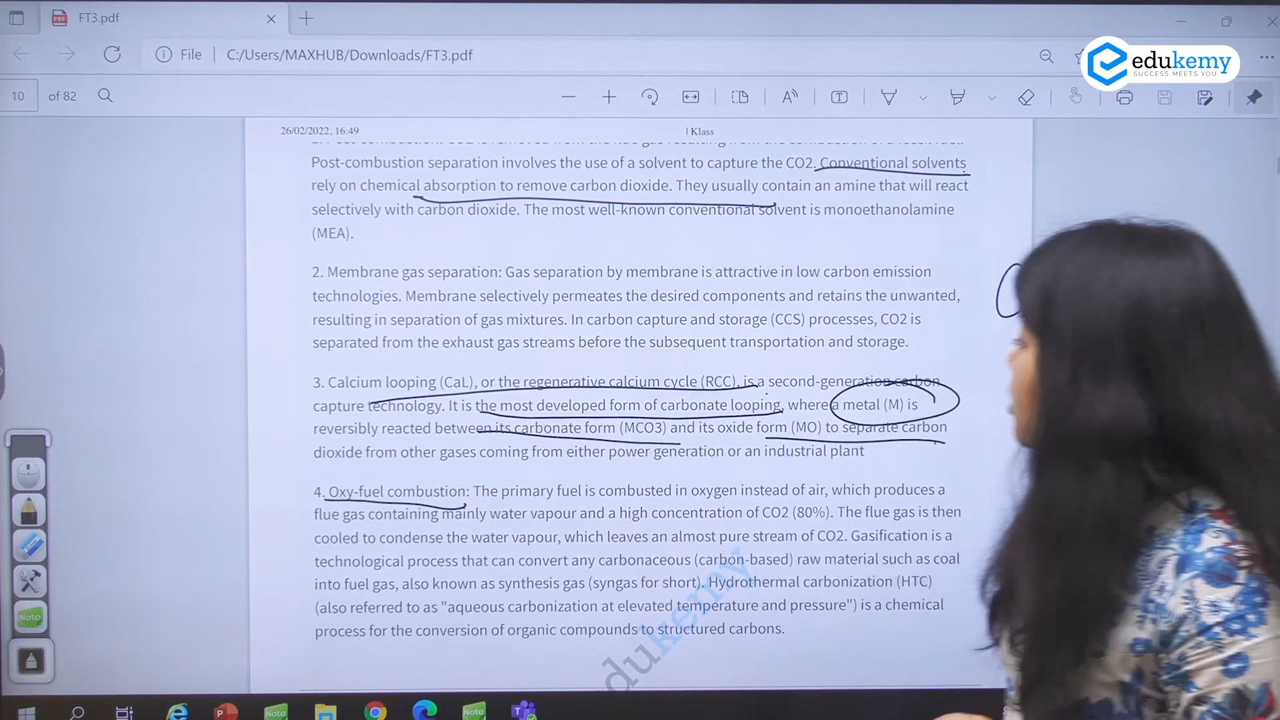 FT3.pdf
File C:/Users/MAXHUB/Downloads/FT3.pdf
edukemy
SUCCESS MEETS YOU
10 of 82
26/02/2022, 16:49 | Klass
Post-combustion separation involves the use of a solvent to capture the CO2. Conventional solvents
rely on chemical absorption to remove carbon dioxide. They usually contain an amine that will react
selectively with carbon dioxide. The most well-known conventional solvent is monoethanolamine
(MEA).
2. Membrane gas separation: Gas separation by membrane is attractive in low carbon emission
technologies. Membrane selectively permeates the desired components and retains the unwanted,
resulting in separation of gas mixtures. In carbon capture and storage (CCS) processes, CO2 is
separated from the exhaust gas streams before the subsequent transportation and storage.
3. Calcium looping (CaL), or the regenerative calcium cycle (RCC), is a second-generation carbon
capture technology. It is the most developed form of carbonate looping, where a metal (M) is
reversibly reacted between its carbonate form (MCO3) and its oxide form (MO) to separate carbon
dioxide from other gases coming from either power generation or an industrial plant
4. Oxy-fuel combustion: The primary fuel is combusted in oxygen instead of air, which produces a
flue gas containing mainly water vapour and a high concentration of CO2 (80%). The flue gas is then
cooled to condense the water vapour, which leaves an almost pure stream of CO2. Gasification is a
technological process that can convert any carbonaceous (carbon-based) raw material such as coal
into fuel gas, also known as synthesis gas (syngas for short). Hydrothermal carbonization (HTC)
(also referred to as "aqueous carbonization at elevated temperature and pressure") is a chemical
process for the conversion of organic compounds to structured carbons.
dukemy
Note
Note
Note